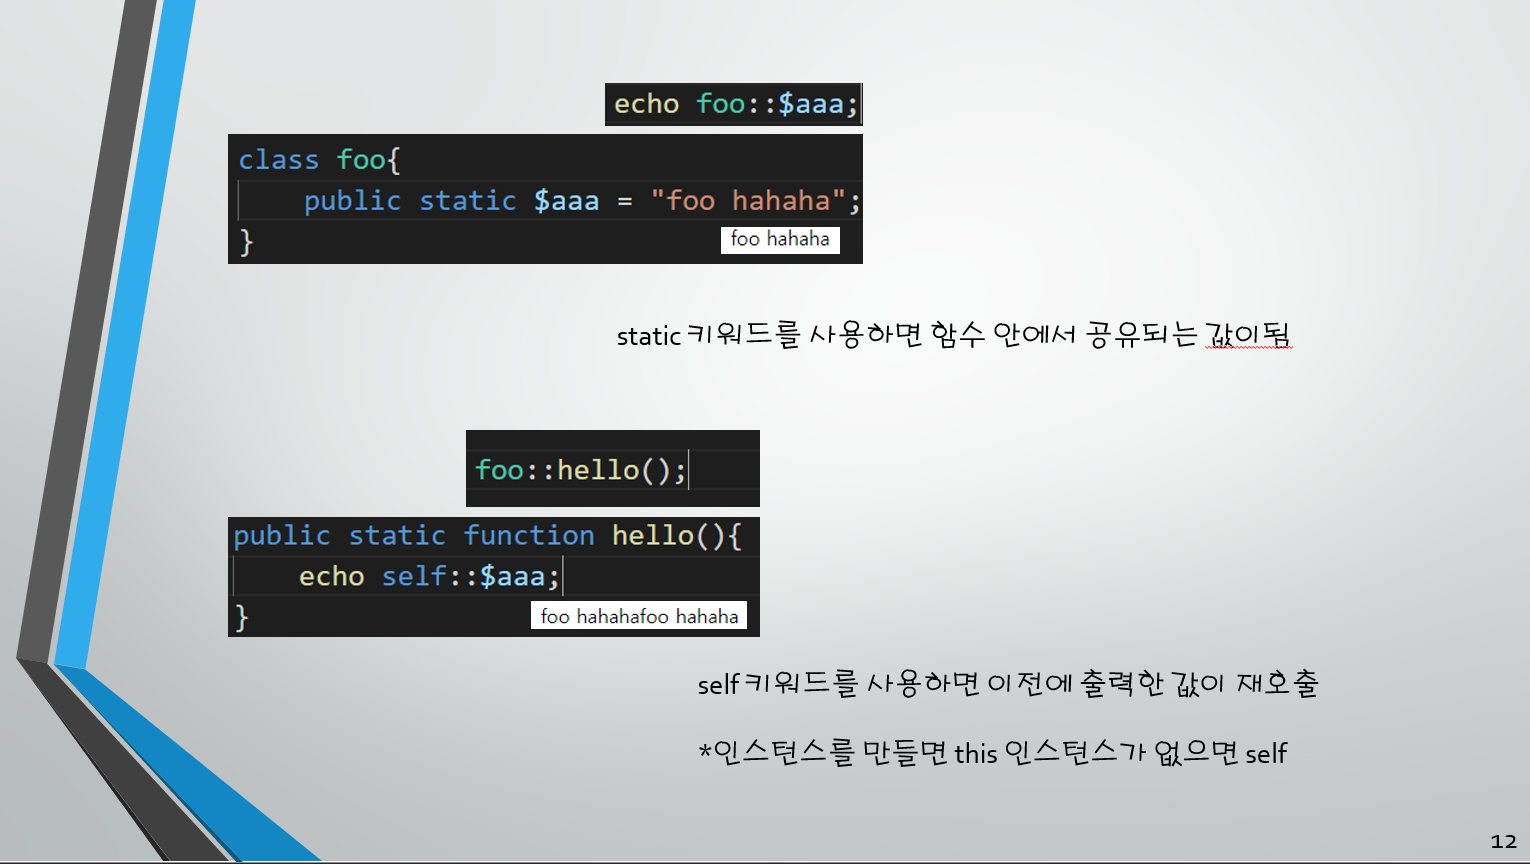 echo foo::$aaa;
class foo{
public static $aaa = "foo hahaha";
}
foo hahaha
static 키워드를 사용하면 함수 안에서 공유되는 값이됨
foo::hello();
public static function hello(){
echo self::$aaa;
}
foo hahahafoo hahaha
self 키워드를 사용하면 이전에 출력한 값이 재호출
*인스턴스를 만들면 this 인스턴스가 없으면 self
12